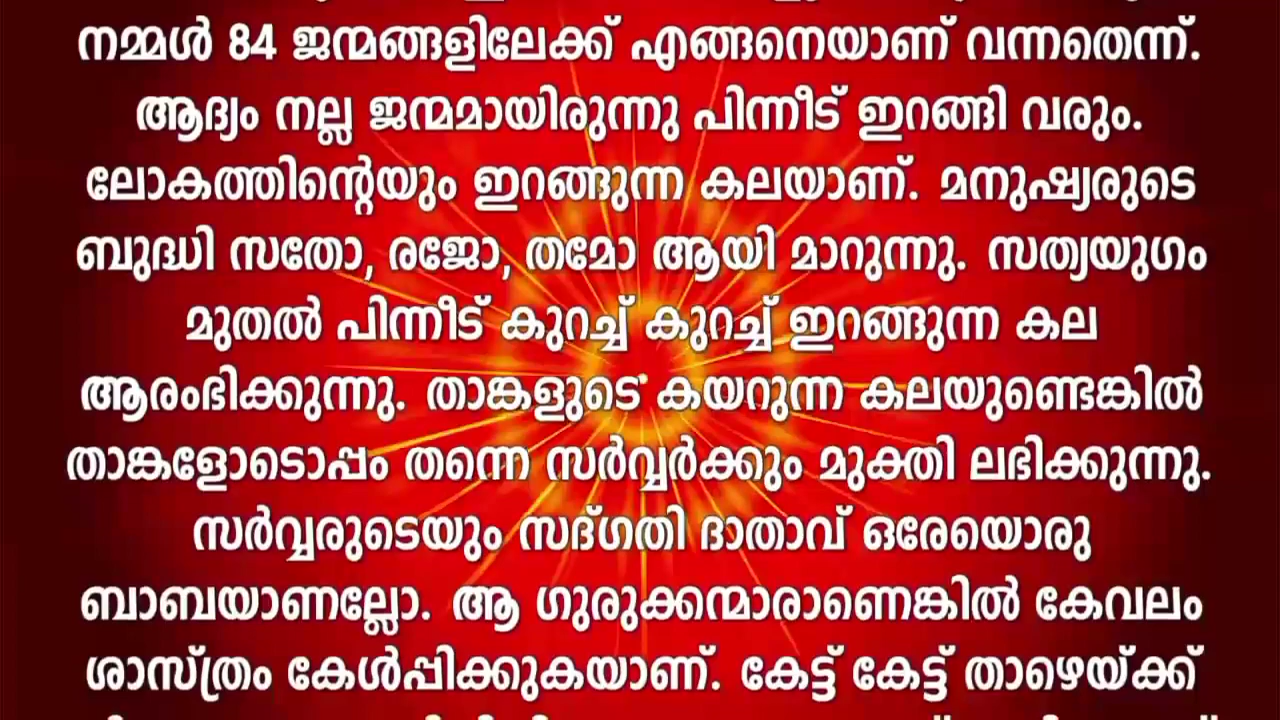 നമ്മൾ 84 ജന്മങ്ങളിലേക്ക് എങ്ങനെയാണ് വന്നതെന്ന്.
ആദ്യം നല്ല ജന്മമായിരുന്നു പിന്നീട് ഇറങ്ങി വരും.
ലോകത്തിന്റെയും ഇറങ്ങുന്ന കലയാണ്. മനുഷ്യരുടെ
ബുദ്ധി സതോ, രജോ, തമോ ആയി മാറുന്നു. സത്യയുഗം
മുതൽ പിന്നീട് കുറച്ച് കുറച്ച് ഇറങ്ങുന്ന കല
ആരംഭിക്കുന്നു. താങ്കളുടെ കയറുന്ന കലയുണ്ടെങ്കിൽ
താങ്കളോടൊപ്പം തന്നെ സർവ്വർക്കും മുക്തി ലഭിക്കുന്നു.
സർവ്വരുടെയും സദ്ഗതി ദാതാവ് ഒരേയൊരു
ബാബയാണല്ലോ. ആ ഗുരുക്കന്മാരാണെങ്കിൽ കേവലം
ശാസ്ത്രം കേൾപ്പിക്കുകയാണ്. കേട്ട് കേട്ട് താഴെയ്ക്ക്